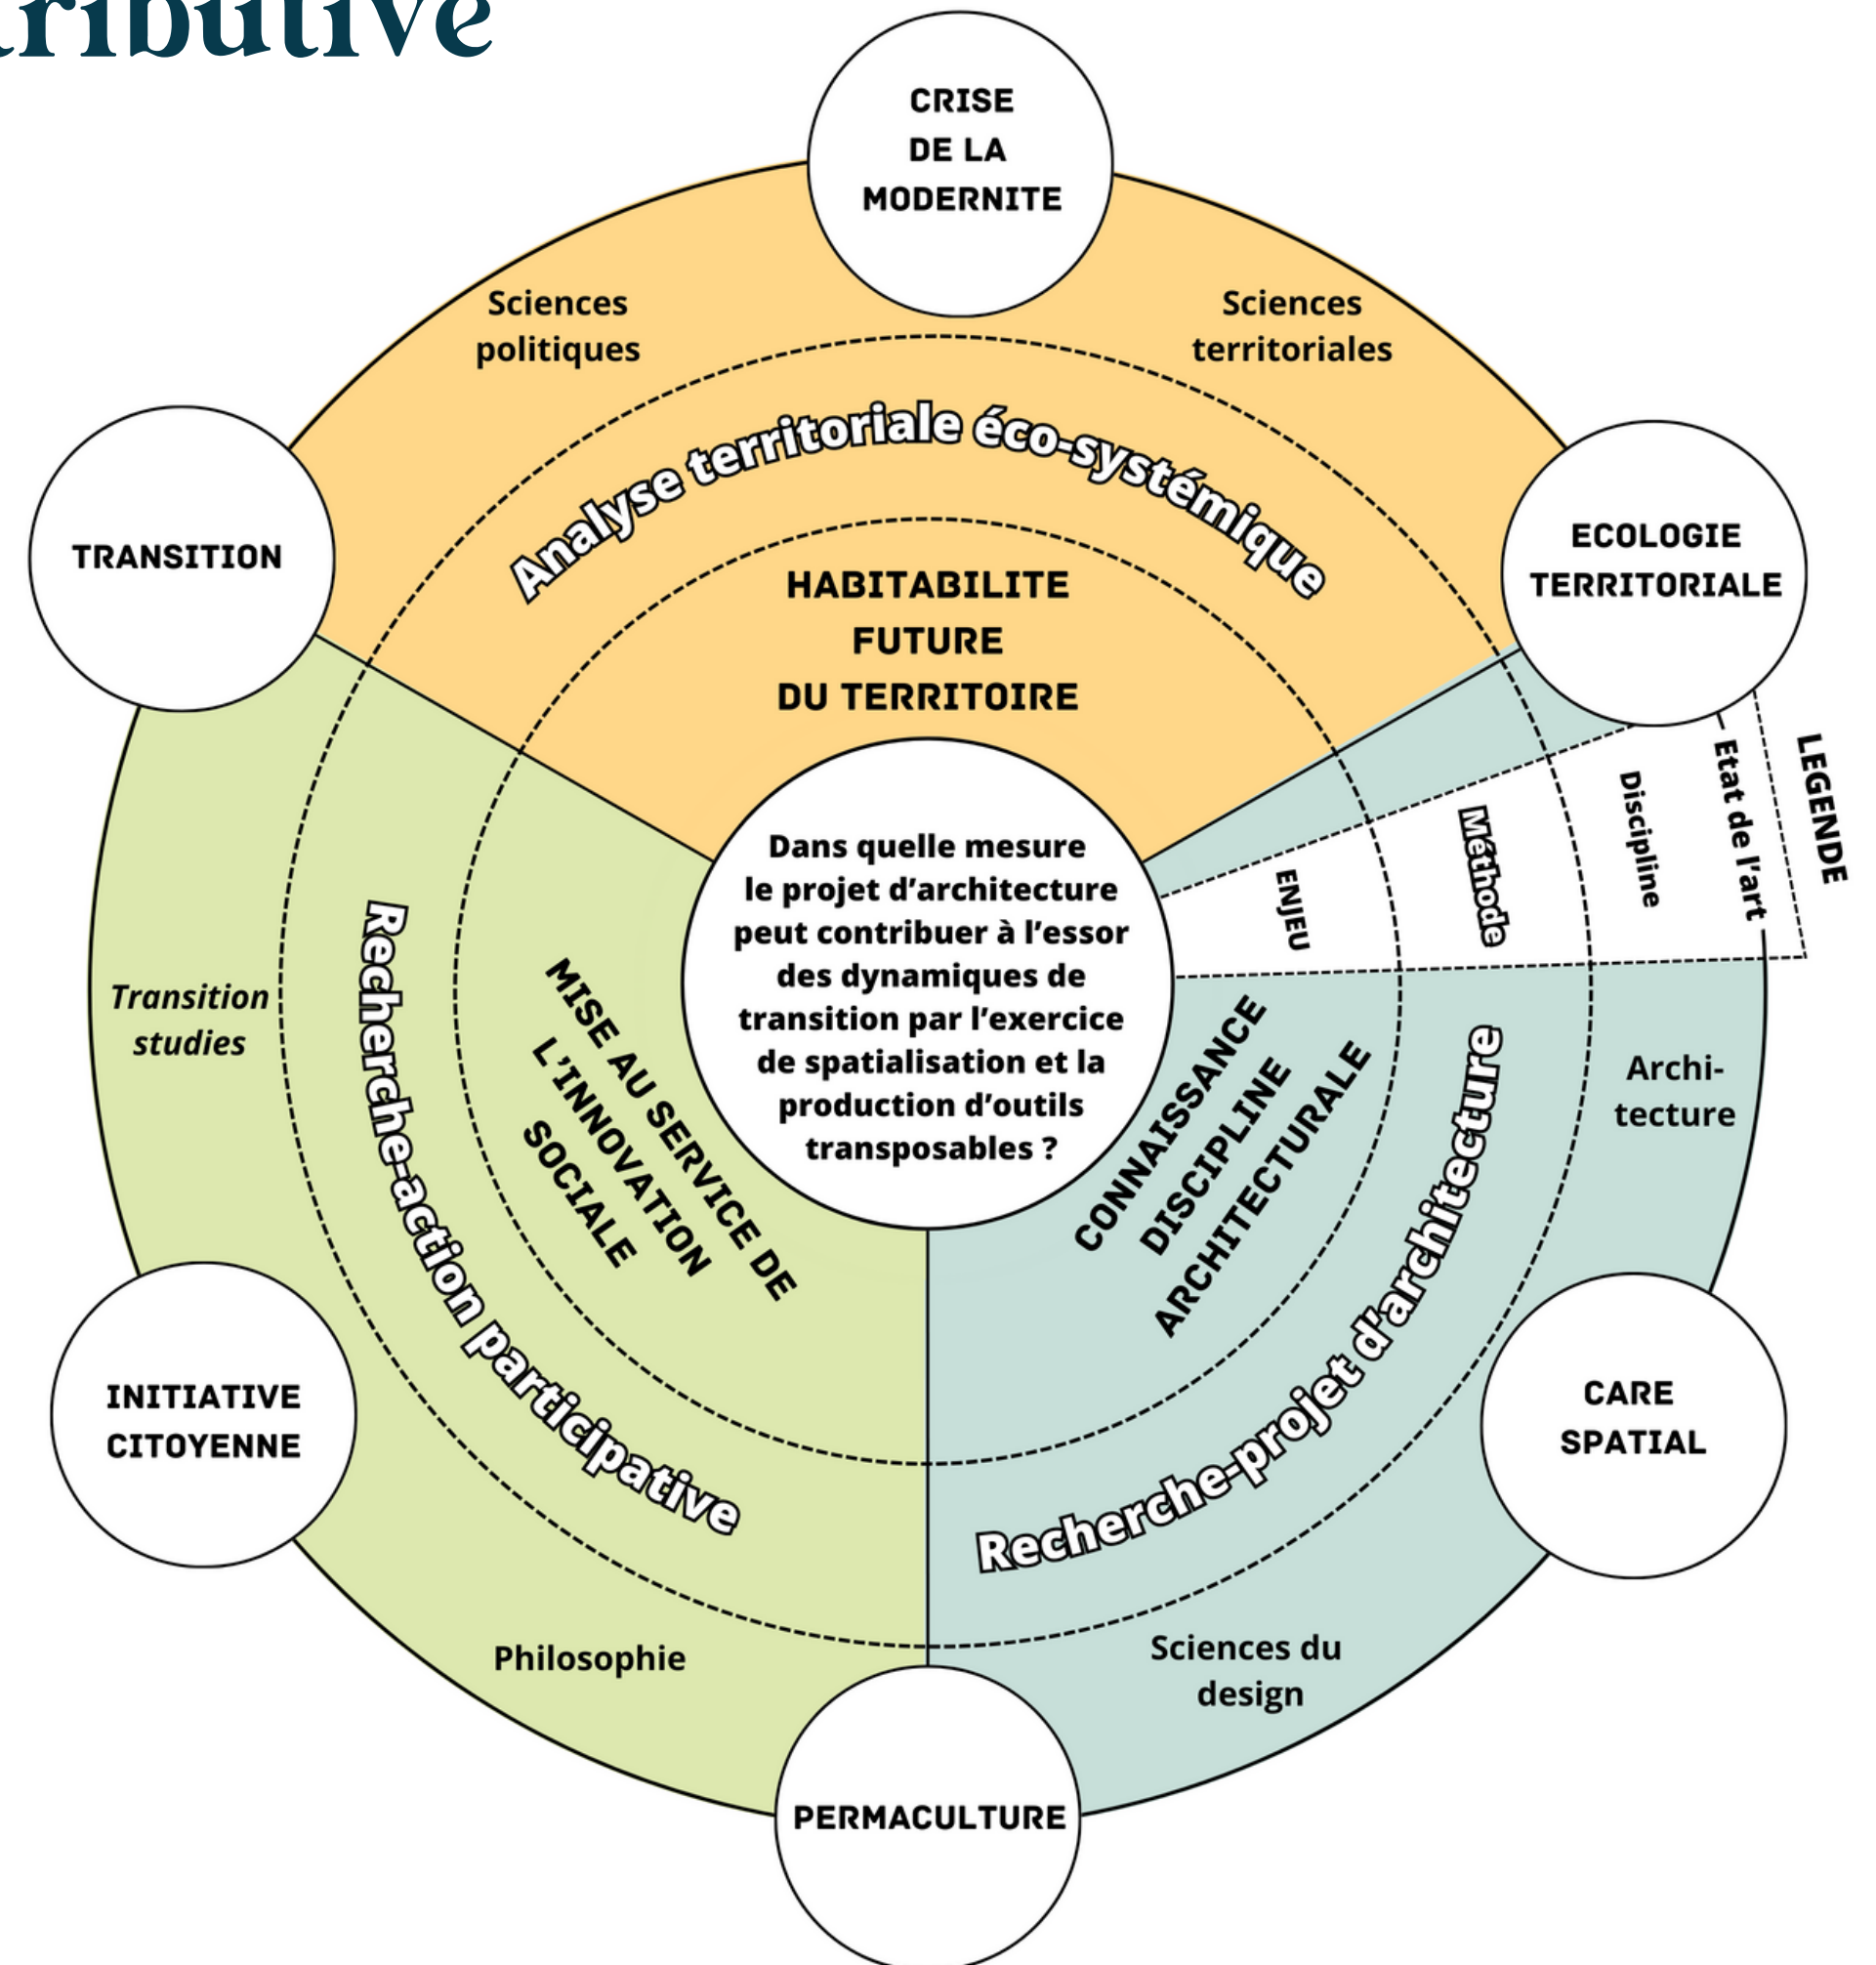 ributive
CRISE
DE LA
MODERNITE
Sciences
politiques
Sciences
territoriales
Analyse territoriale éco-systémique
TRANSITION
ECOLOGIE
TERRITORIALE
HABITABILITE
FUTURE
DU TERRITOIRE
Dans quelle mesure
le projet d’architecture
peut contribuer à l’essor
des dynamiques de
transition par l’exercice
de spatialisation et la
production d’outils
transposables ?
ENJEU
Méthode
Discipline
Etat de l’art
LEGENDE
Transition
studies
Recherche-action participative
MISE AU SERVICE DE
L’INNOVATION
SOCIALE
CONNAISSANCE
DISCIPLINE
ARCHITECTURALE
Recherche-projet d’architecture
Archi-
tecture
INITIATIVE
CITOYENNE
CARE
SPATIAL
Philosophie
Sciences du
design
PERMACULTURE